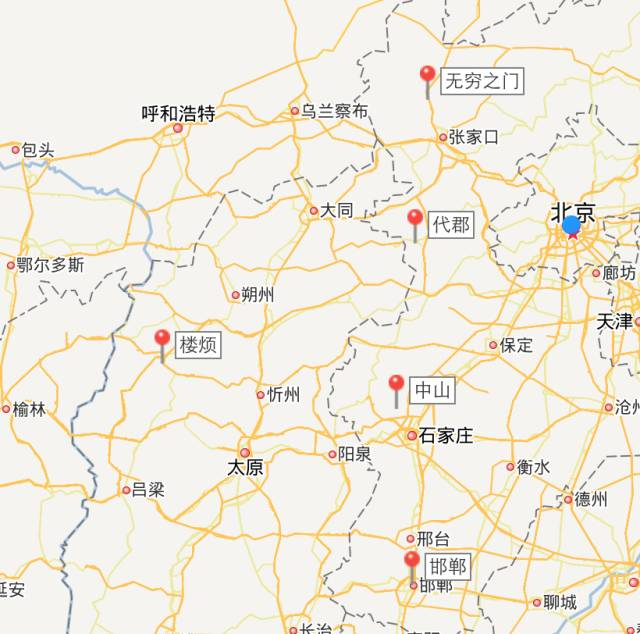 无穷之门
呼和浩特
乌兰察布
张家口
包头
大同
北京
代郡
鄂尔多斯
廊坊
朔州
天津
楼烦
保定
中山
忻州
榆林
沧州
石家庄
阳泉
太原
衡水
吕梁
德州
邢台
邯郸
邯郸
延安
聊城
长治